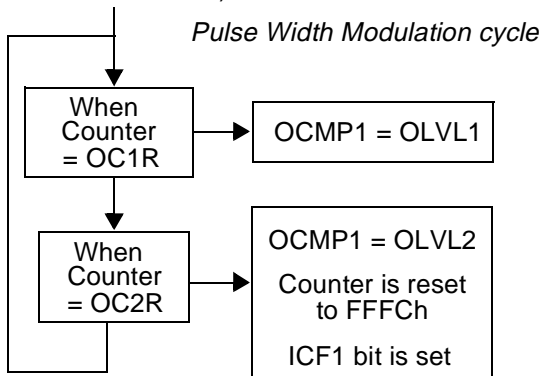 Pulse Width Modulation cycle
When
Counter
= OC1R
OCMP1 = OLVL1
When
Counter
= OC2R
OCMP1 = OLVL2
Counter is reset
to FFFCh
ICF1 bit is set